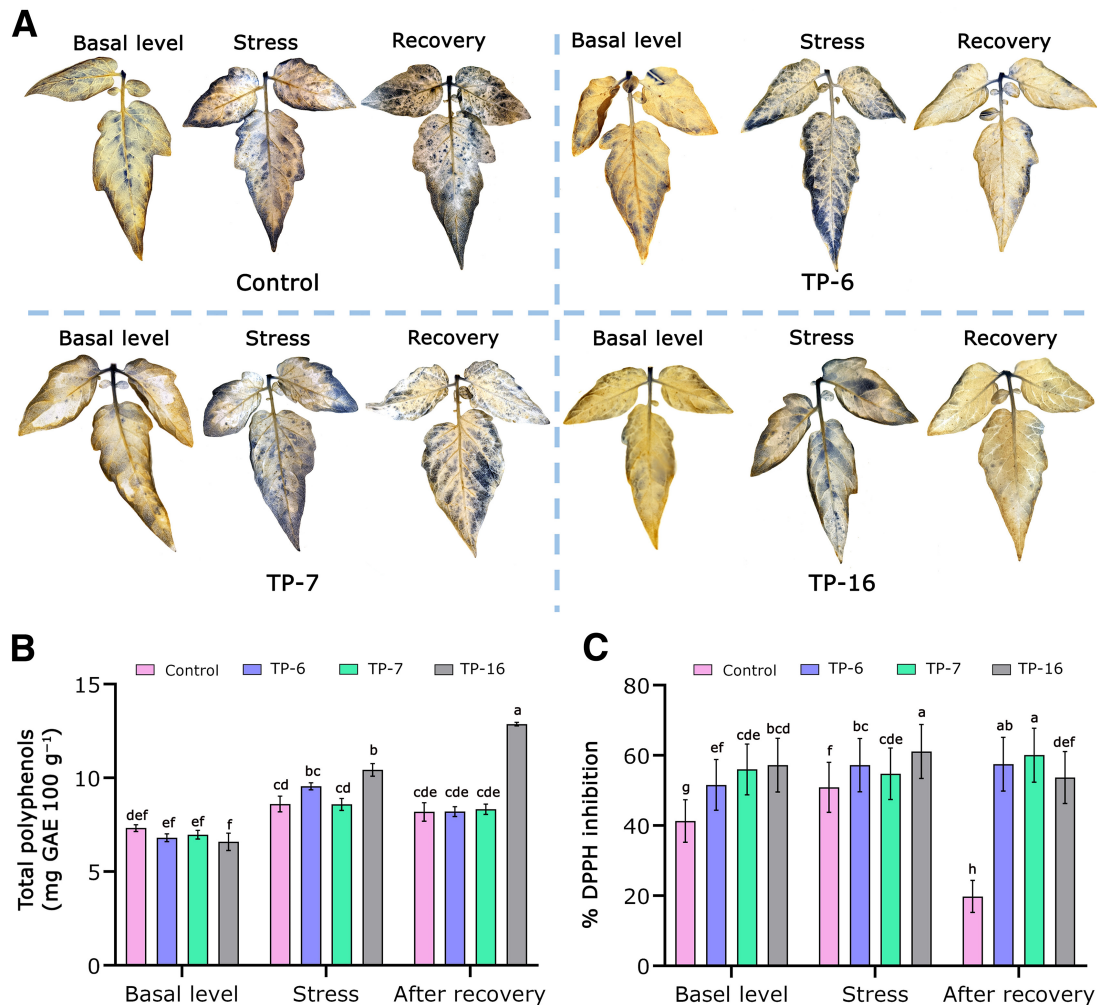 A
Basal level Stress Recovery
Control
Basal level Stress Recovery
TP-6
Basal level Stress Recovery
TP-7
Basal level Stress Recovery
TP-16
B
Control TP-6 TP-7 TP-16
Total polyphenols
(mg GAE 100 g⁻¹)
15
10
5
0
def ef ef f
cd bc cd b
cde cde cde a
Basal level Stress After recovery
C
Control TP-6 TP-7 TP-16
% DPPH inhibition
80
60
40
20
0
g ef cde bcd
f bc cde a
h ab a def
Basel level Stress After recovery